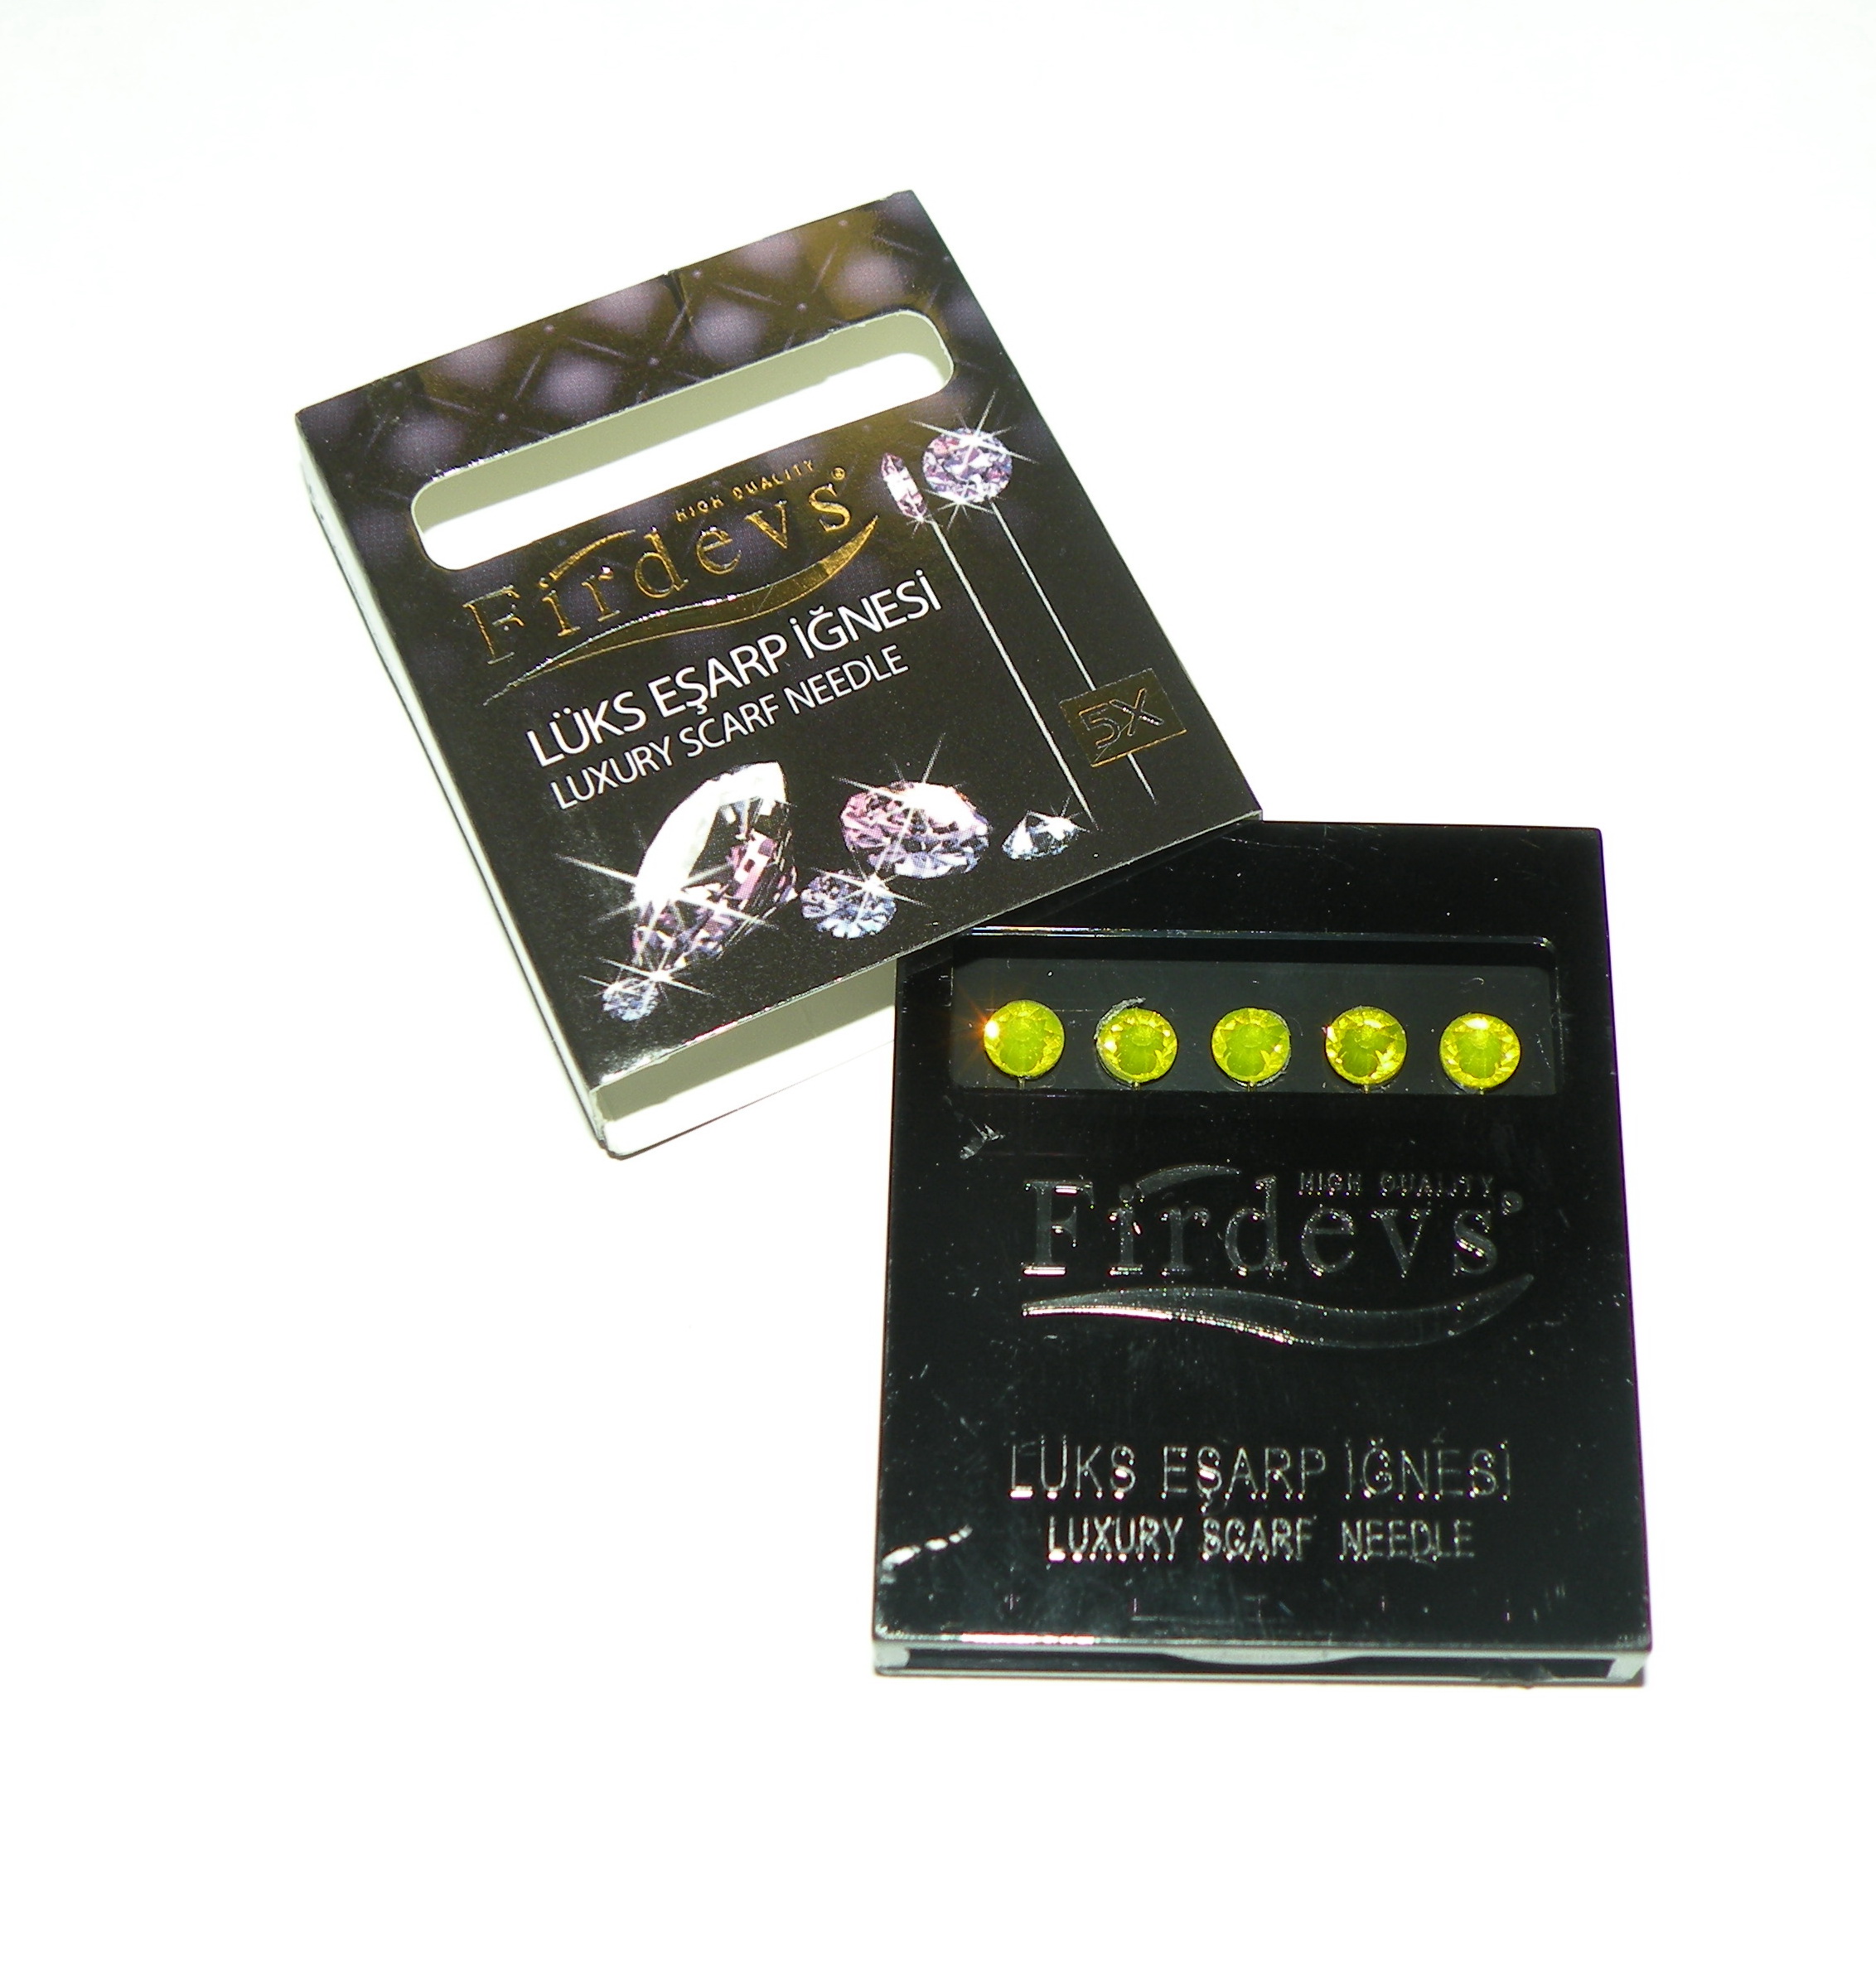 HIGH QUALITY
Firdevs®
LÜKS EŞARP İĞNESİ
LUXURY SCARF NEEDLE
5X
HIGH QUALITY
Firdevs®
LÜKS EŞARP İĞNESİ
LUXURY SCARF NEEDLE